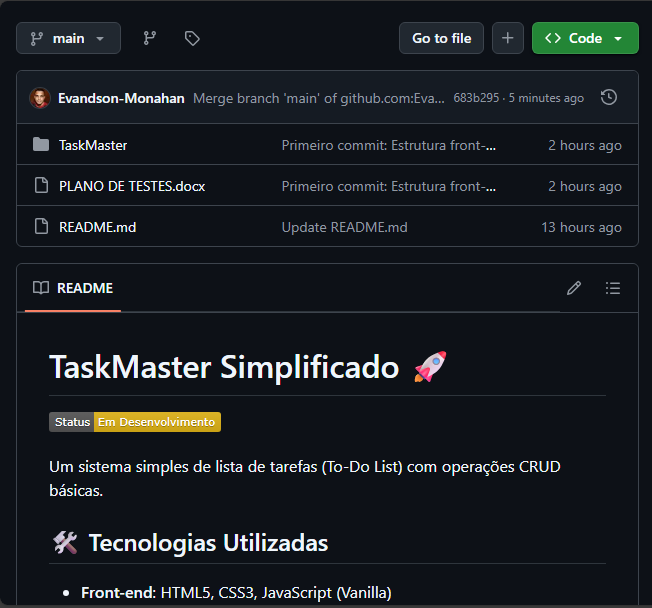 main
Go to file
Code
Evandson-Monahan Merge branch 'main' of github.com:Eva... 683b295 · 5 minutes ago
TaskMaster Primeiro commit: Estrutura front-... 2 hours ago
PLANO DE TESTES.docx Primeiro commit: Estrutura front-... 2 hours ago
README.md Update README.md 13 hours ago
README
TaskMaster Simplificado 🚀
Status Em Desenvolvimento
Um sistema simples de lista de tarefas (To-Do List) com operações CRUD
básicas.
🛠️ Tecnologias Utilizadas
• Front-end: HTML5, CSS3, JavaScript (Vanilla)